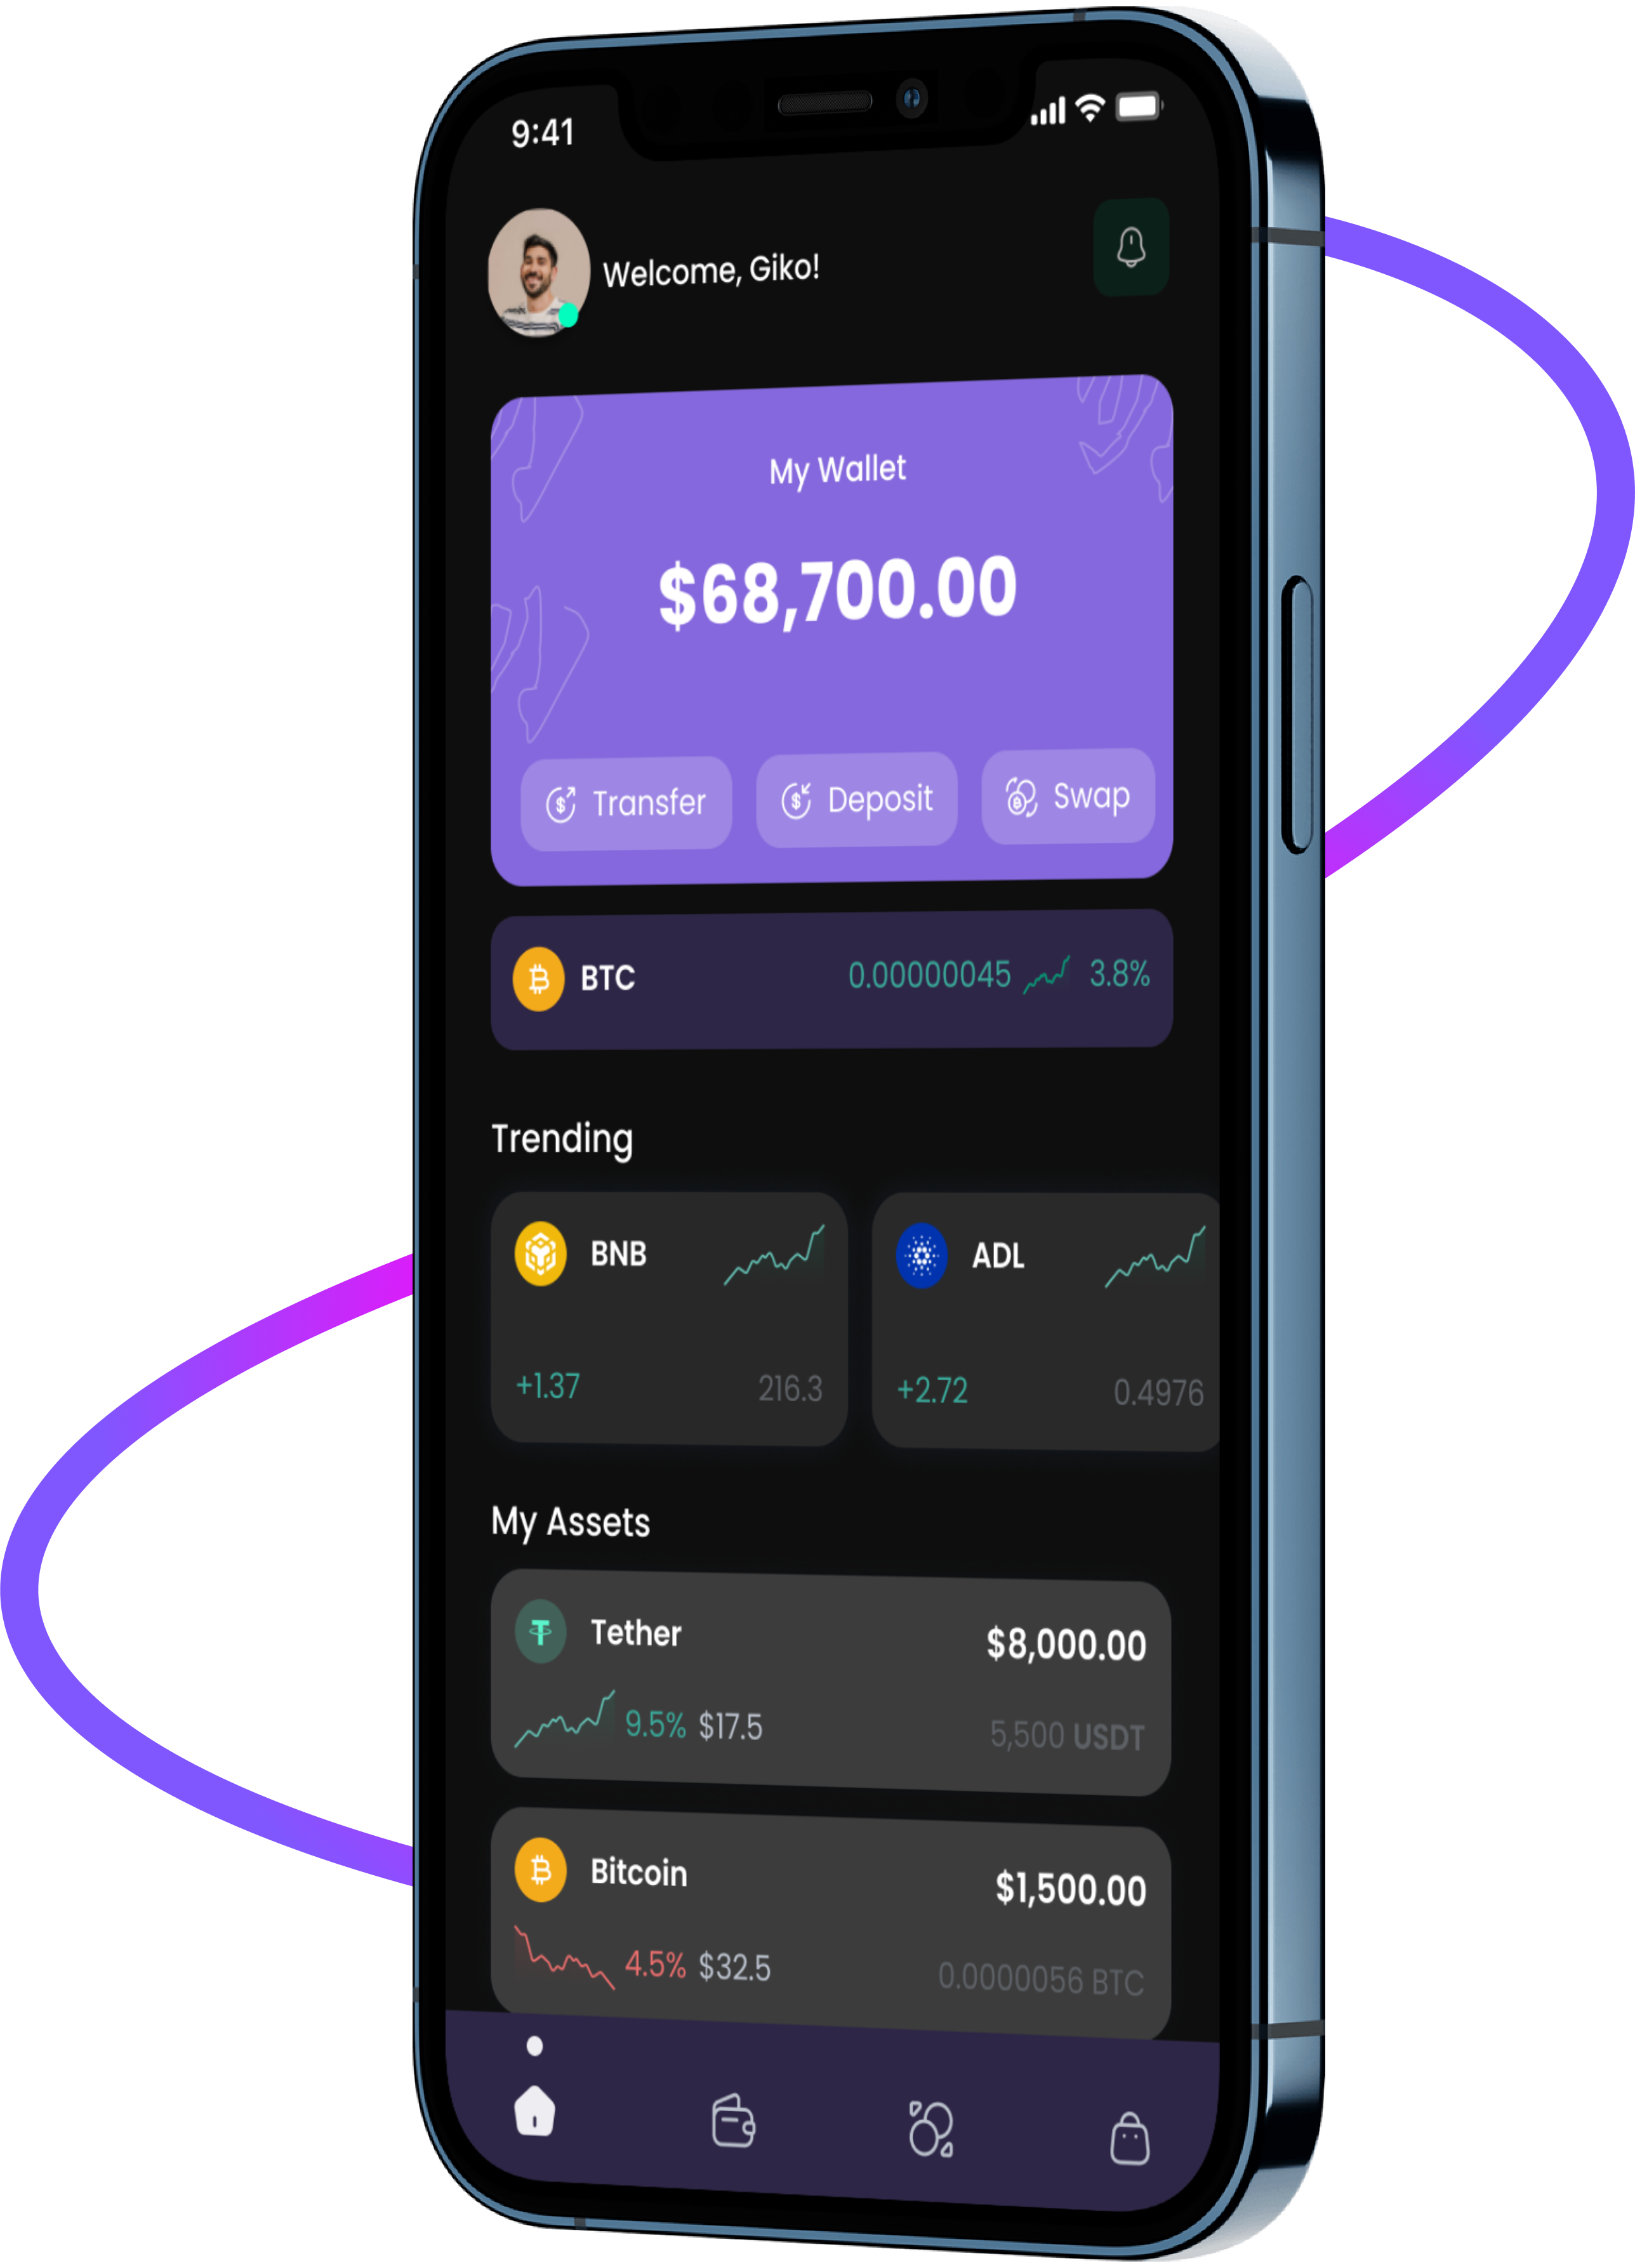 9:41
Welcome, Giko!
My Wallet
$68,700.00
Transfer Deposit Swap
BTC 0.00000045 3.8%
Trending
BNB ADL
+1.37 216.3 +2.72 0.4976
My Assets
Tether $8,000.00
9.5% $17.5 5,500 USDT
Bitcoin $1,500.00
4.5% $32.5 0.0000056 BTC